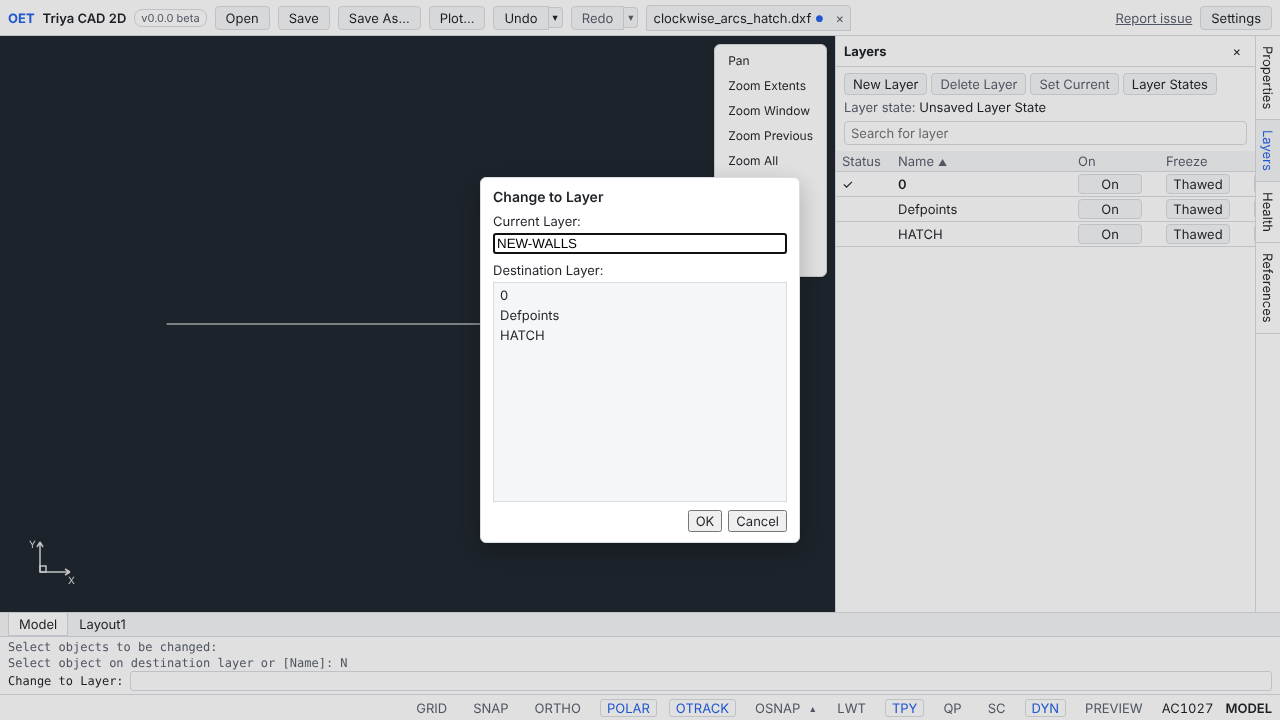 OET Triya CAD 2D v0.0.0 beta Open Save Save As... Plot... Undo ▼ Redo ▼ clockwise_arcs_hatch.dxf ● × Report issue Settings
Pan
Zoom Extents
Zoom Window
Zoom Previous
Zoom All
Change to Layer
Current Layer:
NEW-WALLS
Destination Layer:
0
Defpoints
HATCH
OK Cancel
Y
X
Layers ×
New Layer Delete Layer Set Current Layer States
Layer state: Unsaved Layer State
Search for layer
Status Name ▲ On Freeze
✓ 0 On Thawed
Defpoints On Thawed
HATCH On Thawed
Properties
Layers
Health
References
Model Layout1
Select objects to be changed:
Select object on destination layer or [Name]: N
Change to Layer:
GRID SNAP ORTHO POLAR OTRACK OSNAP ▲ LWT TPY QP SC DYN PREVIEW AC1027 MODEL